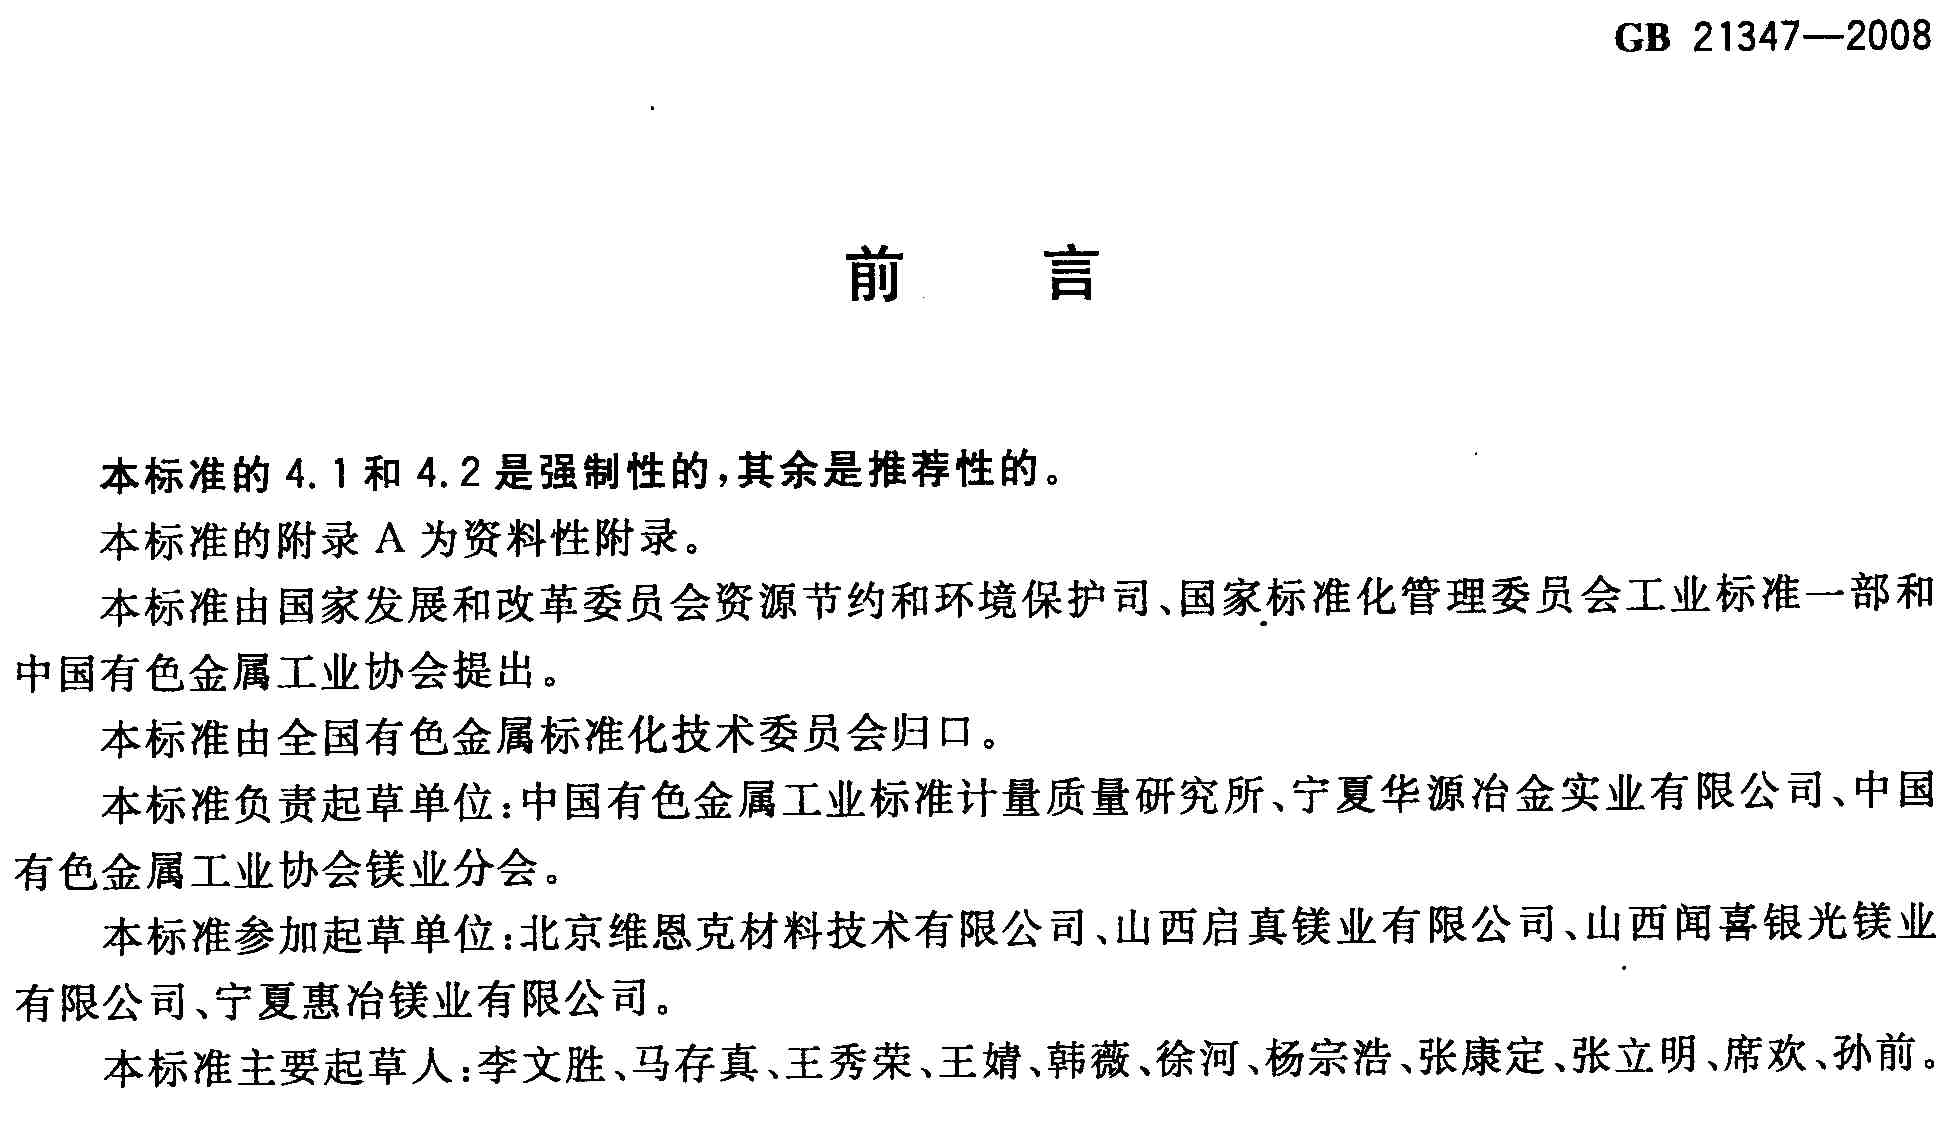 GB 21347—2008
前 言
本标准的4.1和4.2是强制性的,其余是推荐性的。
本标准的附录 A 为资料性附录。
本标准由国家发展和改革委员会资源节约和环境保护司、国家标准化管理委员会工业标准一部和
中国有色金属工业协会提出。
本标准由全国有色金属标准化技术委员会归口。
本标准负责起草单位:中国有色金属工业标准计量质量研究所、宁夏华源冶金实业有限公司、中国
有色金属工业协会镁业分会。
本标准参加起草单位:北京维恩克材料技术有限公司、山西启真镁业有限公司、山西闻喜银光镁业
有限公司、宁夏惠冶镁业有限公司。
本标准主要起草人:李文胜、马存真、王秀荣、王婧、韩薇、徐河、杨宗浩、张康定、张立明、席欢、孙前。